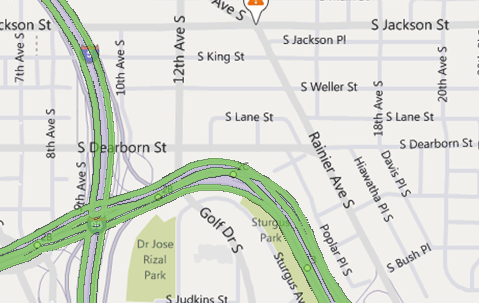 Ave S
ckson St
S Jackson St
7th Ave S
10th Ave S
12th Ave S
S Jackson Pl
S King St
20th Ave S
S Weller St
18th Ave S
8th Ave S
S Lane St
S Lane St
S Dearborn St
S Dearborn St
Rainier Ave S
Hiawatha Pl S
Davis Pl S
9th Ave S
Golf Dr S
Sturgus
Park
Poplar Pl S
Dr Jose
Rizal
Park
Sturgus Av
S Bush Pl
S Judkins St